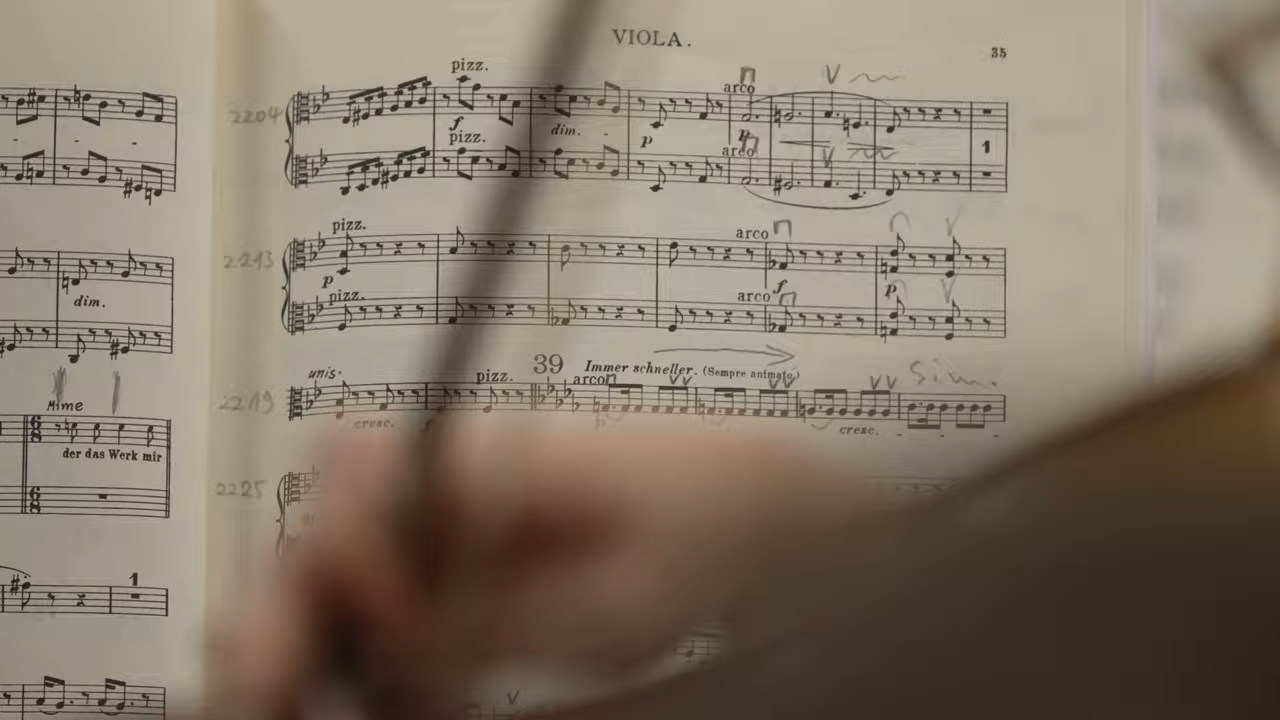 dim.
Mime
der das Werk mir
1
VIOLA.
35
pizz.
arco
2204
f
dim. -
p
p
pizz.
arco
1
pizz.
arco
2213
p
f
p
pizz.
arco
39 Immer schneller. (Sempre animato.)
unis.
pizz.
arco
Sim.
2219
cresc.
cresc. - - -
2225